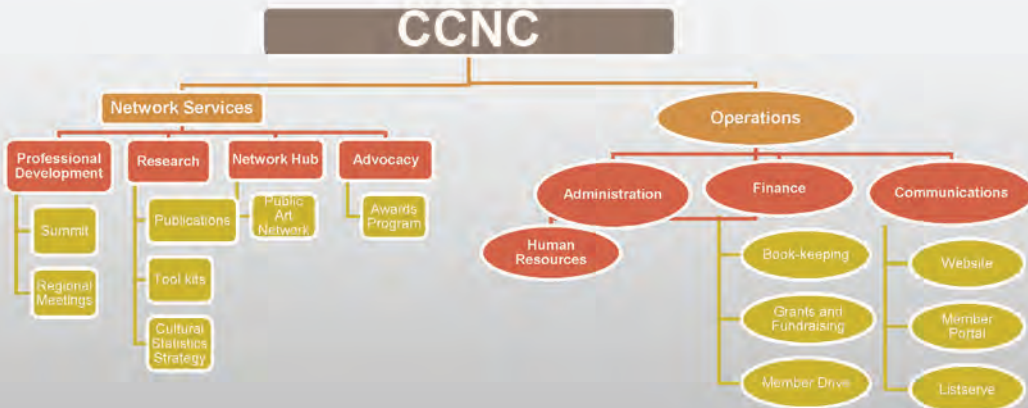 CCNC
Network Services
Operations
Professional
Development
Research
Network Hub
Advocacy
Administration
Finance
Communications
Summit
Regional
Meetings
Publications
Tool kits
Cultural
Statistics
Strategy
Public
Art
Network
Awards
Program
Human
Resources
Book-keeping
Grants and
Fundraising
Member Drive
Website
Member
Portal
Listserve